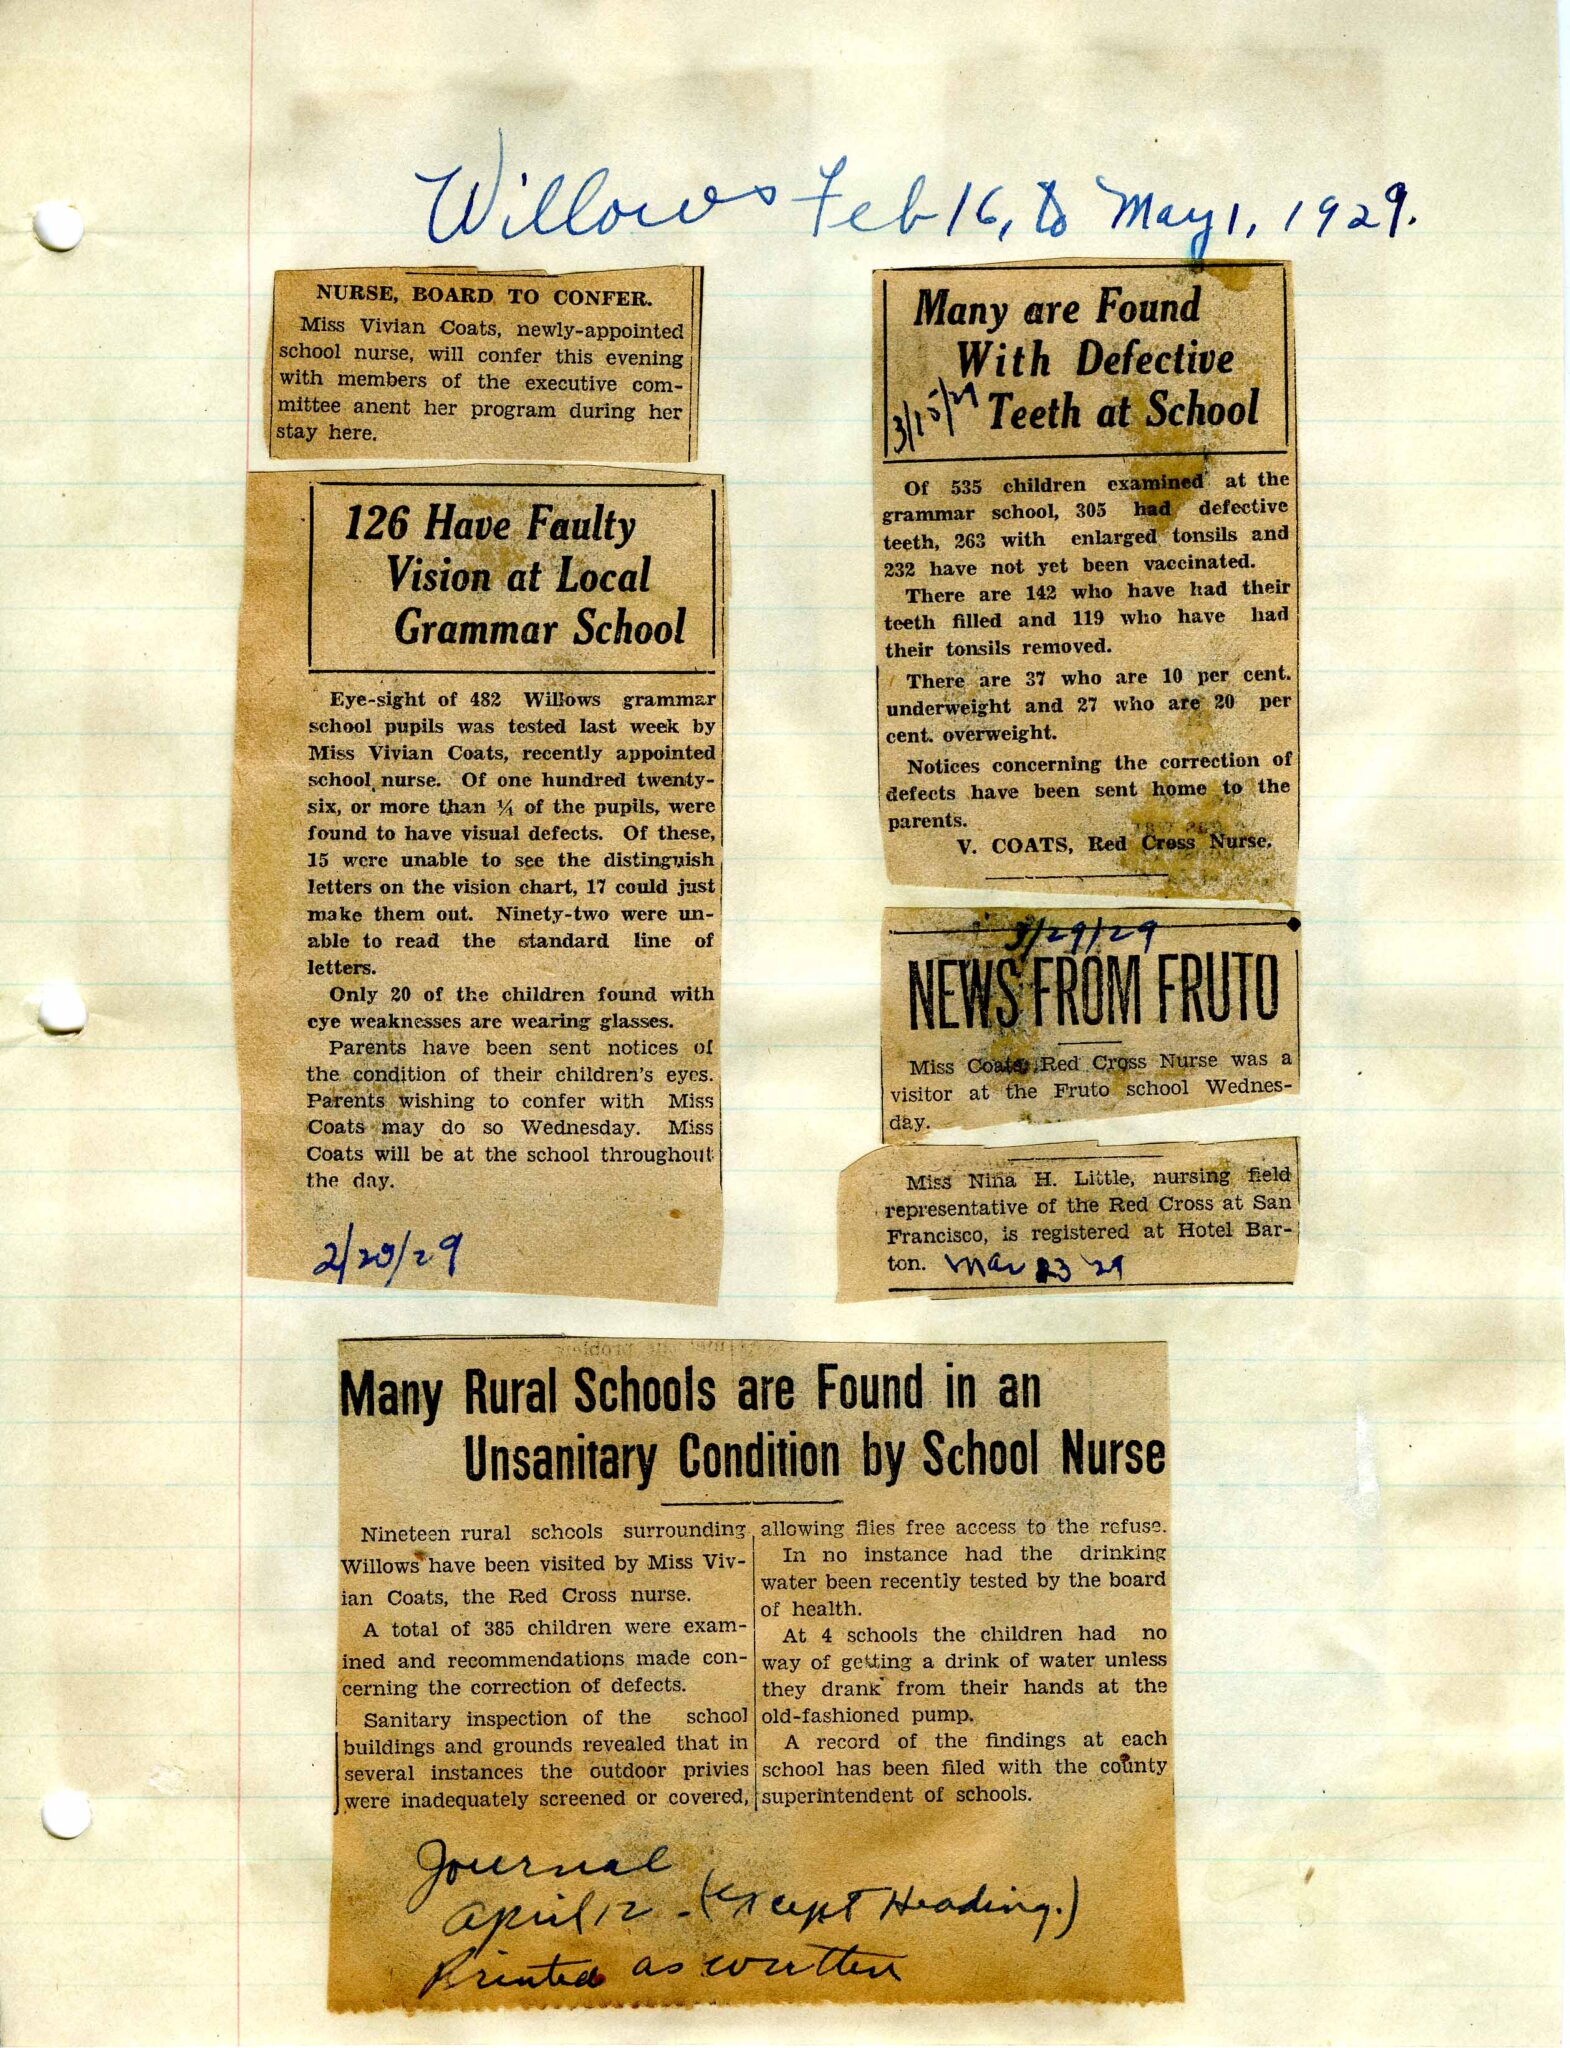 Willows Feb 16, to May 1, 1929.
NURSE, BOARD TO CONFER.
Miss Vivian Coats, newly-appointed
school nurse, will confer this evening
with members of the executive com-
mittee anent her program during her
stay here.
126 Have Faulty
Vision at Local
Grammar School
Eye-sight of 482 Willows grammar
school pupils was tested last week by
Miss Vivian Coats, recently appointed
school nurse. Of one hundred twenty-
six, or more than ¼ of the pupils, were
found to have visual defects. Of these,
15 were unable to see the distinguish
letters on the vision chart, 17 could just
make them out. Ninety-two were un-
able to read the standard line of
letters.
Only 20 of the children found with
eye weaknesses are wearing glasses.
Parents have been sent notices of
the condition of their children's eyes.
Parents wishing to confer with Miss
Coats may do so Wednesday. Miss
Coats will be at the school throughout
the day.
2/20/29
Many are Found
With Defective
Teeth at School
3/15/29
Of 535 children examined at the
grammar school, 305 had defective
teeth, 263 with enlarged tonsils and
232 have not yet been vaccinated.
There are 142 who have had their
teeth filled and 119 who have had
their tonsils removed.
There are 37 who are 10 per cent.
underweight and 27 who are 20 per
cent. overweight.
Notices concerning the correction of
defects have been sent home to the
parents.
V. COATS, Red Cross Nurse.
3/29/29
NEWS FROM FRUTO
Miss Coats, Red Cross Nurse was a
visitor at the Fruto school Wednes-
day.
Miss Nina H. Little, nursing field
representative of the Red Cross at San
Francisco, is registered at Hotel Bar-
ton. Mar 23 29
Many Rural Schools are Found in an
Unsanitary Condition by School Nurse
Nineteen rural schools surrounding
Willows have been visited by Miss Viv-
ian Coats, the Red Cross nurse.
A total of 385 children were exam-
ined and recommendations made con-
cerning the correction of defects.
Sanitary inspection of the school
buildings and grounds revealed that in
several instances the outdoor privies
were inadequately screened or covered,
allowing flies free access to the refuse.
In no instance had the drinking
water been recently tested by the board
of health.
At 4 schools the children had no
way of getting a drink of water unless
they drank from their hands at the
old-fashioned pump.
A record of the findings at each
school has been filed with the county
superintendent of schools.
Journal
April 12 - (except Heading.)
Printed as written